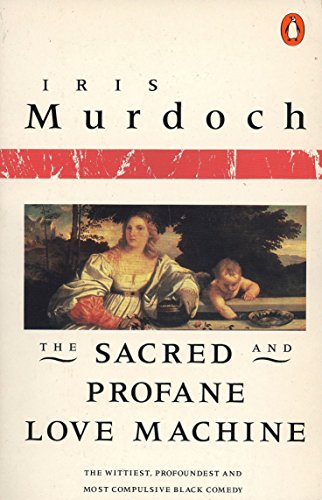 IRIS
Murdoch
THE SACRED AND
PROFANE
LOVE MACHINE
THE WITTIEST, PROFOUNDEST AND
MOST COMPULSIVE BLACK COMEDY